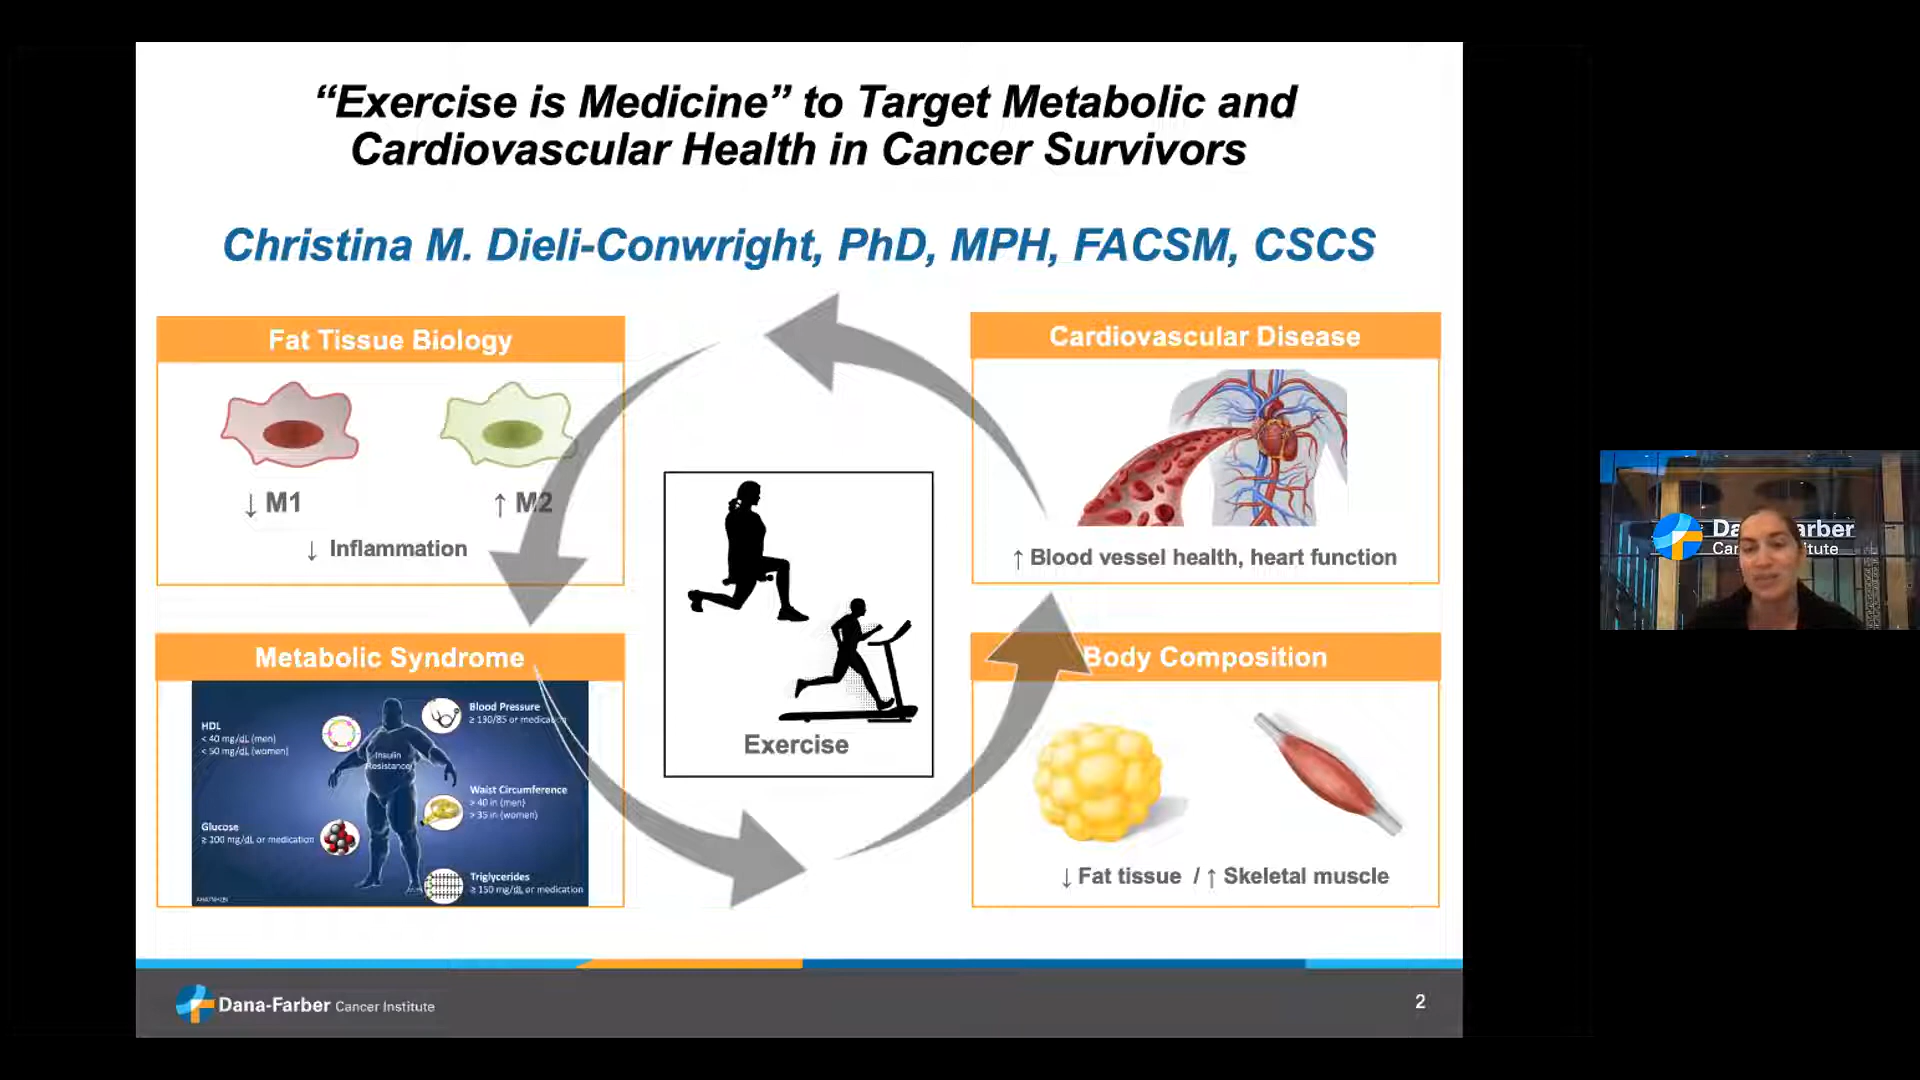 “Exercise is Medicine” to Target Metabolic and
Cardiovascular Health in Cancer Survivors
Christina M. Dieli-Conwright, PhD, MPH, FACSM, CSCS
Fat Tissue Biology
↓ M1
↑ M2
↓ Inflammation
Cardiovascular Disease
↑ Blood vessel health, heart function
Metabolic Syndrome
HDL
< 40 mg/dL (men)
< 50 mg/dL (women)
Glucose
≥ 100 mg/dL or medication
Insulin
Resistance
Blood Pressure
≥ 130/85 or medication
Waist Circumference
> 40 in (men)
> 35 in (women)
Triglycerides
≥ 150 mg/dL or medication
Exercise
Body Composition
↓ Fat tissue / ↑ Skeletal muscle
Dana-Farber Cancer Institute
2